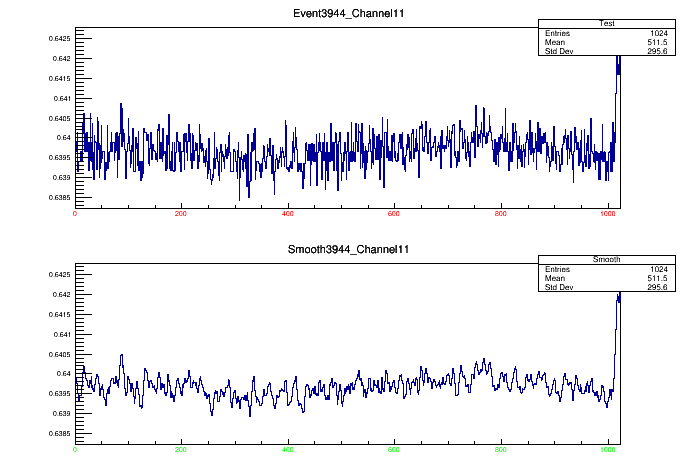 Event3944_Channel11
Test
Entries 1024
Mean 511.5
Std Dev 295.6
0.6425
0.642
0.6415
0.641
0.6405
0.64
0.6395
0.639
0.6385
0 200 400 600 800 1000
Smooth3944_Channel11
Smooth
Entries 1024
Mean 511.5
Std Dev 295.6
0.6425
0.642
0.6415
0.641
0.6405
0.64
0.6395
0.639
0.6385
0 200 400 600 800 1000